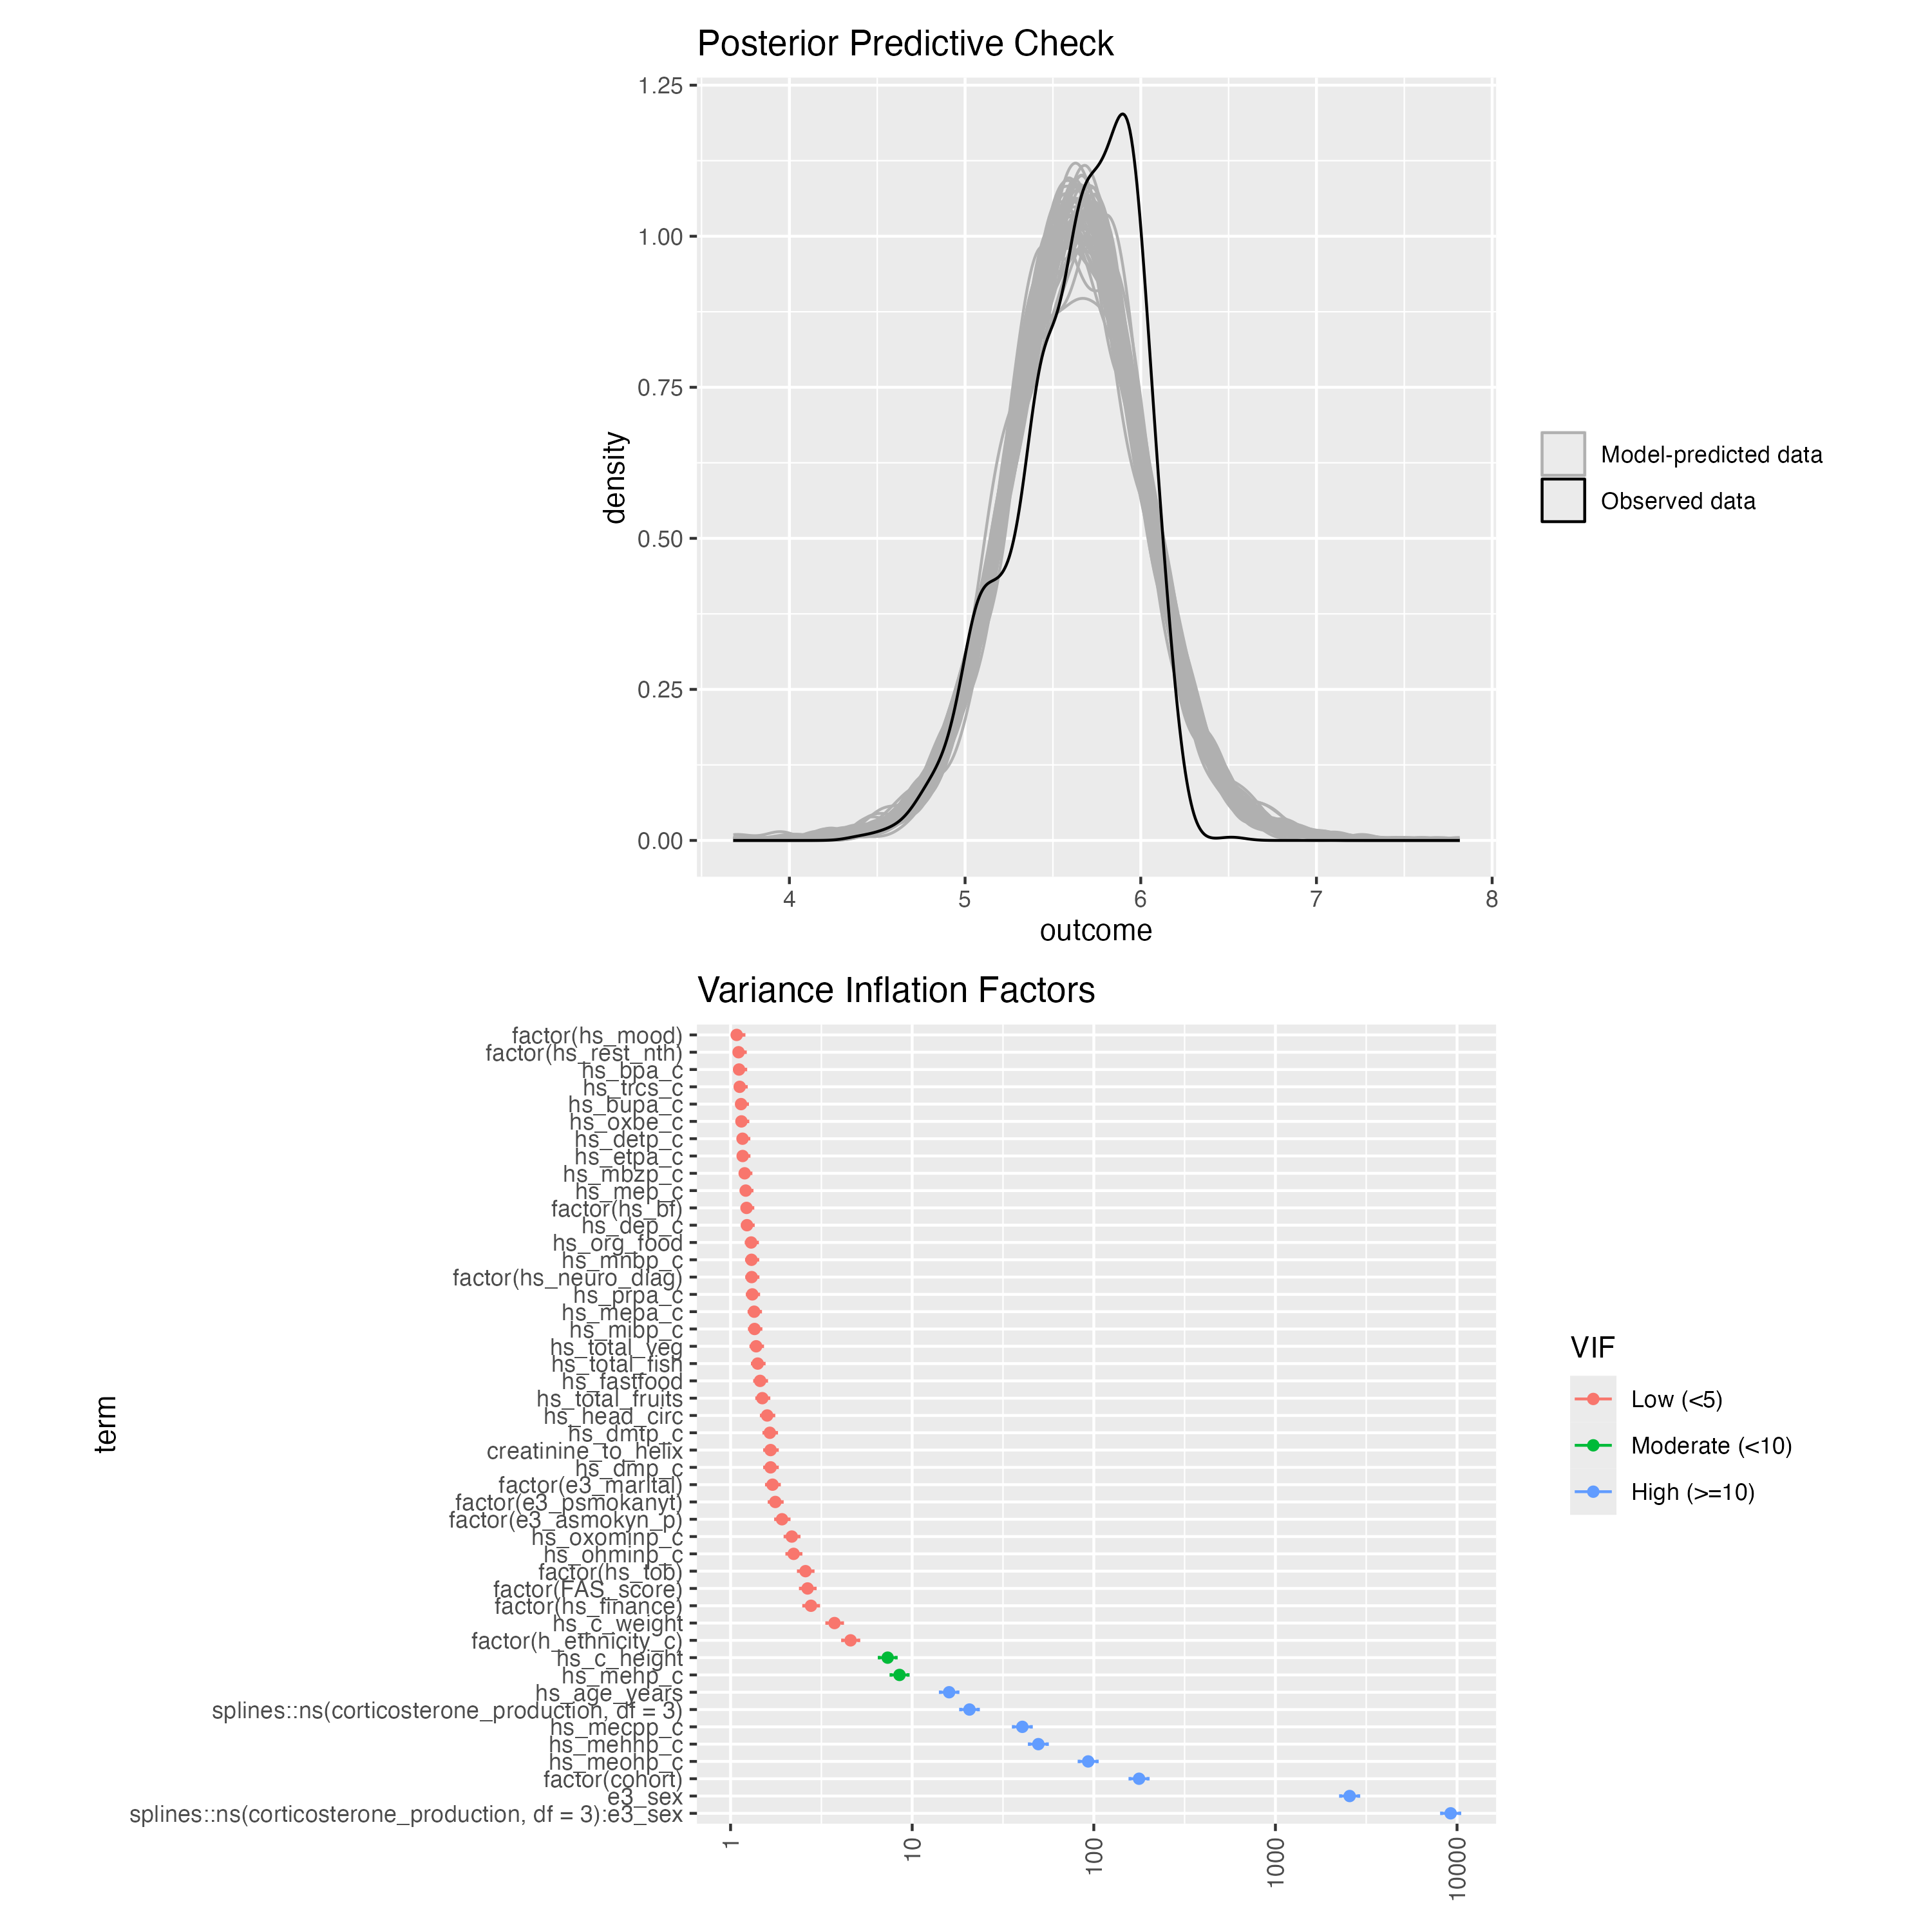 Posterior Predictive Check
1.25
1.00
0.75
0.50
0.25
0.00
density
4 5 6 7 8
outcome
Model-predicted data
Observed data
Variance Inflation Factors
factor(hs_mood)
factor(hs_rest_nth)
hs_bpa_c
hs_trcs_c
hs_bupa_c
hs_oxbe_c
hs_detp_c
hs_etpa_c
hs_mbzp_c
hs_mep_c
factor(hs_bf)
hs_dep_c
hs_org_food
hs_mnbp_c
factor(hs_neuro_diag)
hs_prpa_c
hs_mepa_c
hs_mibp_c
hs_total_veg
hs_total_fish
hs_fastfood
hs_total_fruits
hs_head_circ
hs_dmtp_c
creatinine_to_helix
hs_dmp_c
factor(e3_marital)
factor(e3_psmokanyt)
factor(e3_asmokyn_p)
hs_oxominp_c
hs_ohminp_c
factor(hs_tob)
factor(FAS_score)
factor(hs_finance)
hs_c_weight
factor(h_ethnicity_c)
hs_c_height
hs_mehp_c
hs_age_years
splines::ns(corticosterone_production, df = 3)
hs_mecpp_c
hs_mehhp_c
hs_meohp_c
factor(cohort)
e3_sex
splines::ns(corticosterone_production, df = 3):e3_sex
term
1 10 100 1000 10000
VIF
Low (<5)
Moderate (<10)
High (>=10)